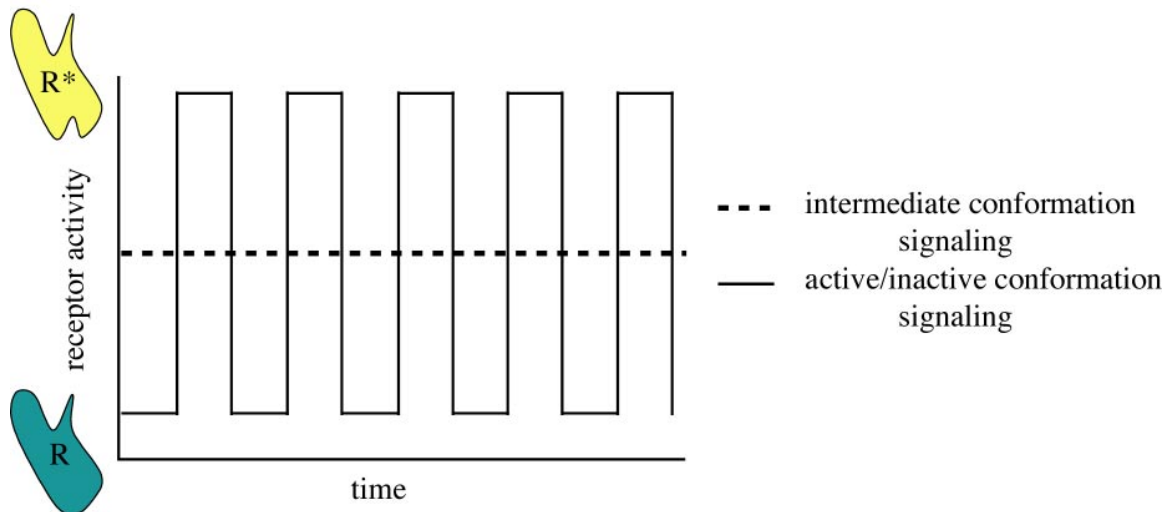 R*
receptor activity
R
time
intermediate conformation
signaling
active/inactive conformation
signaling